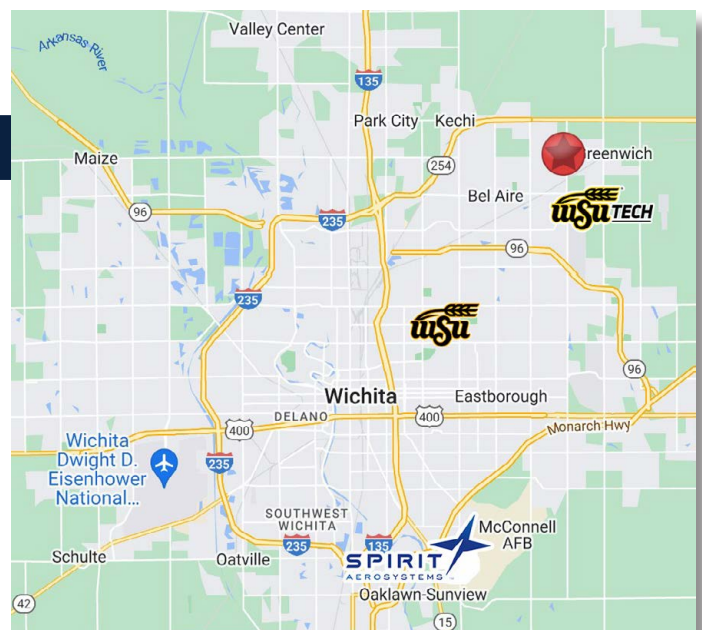 Valley Center
Arkansas River
135
Park City
Kechi
Maize
254
reenwich
Bel Aire
96
235
WSU TECH
96
235
WSU
96
Wichita
Eastborough
DELANO
400
400
Monarch Hwy
Wichita
Dwight D.
Eisenhower
National...
235
SOUTHWEST
WICHITA
McConnell
AFB
235
135
SPIRIT
AEROSYSTEMS
Schulte
Oatville
Oaklawn-Sunview
42
15